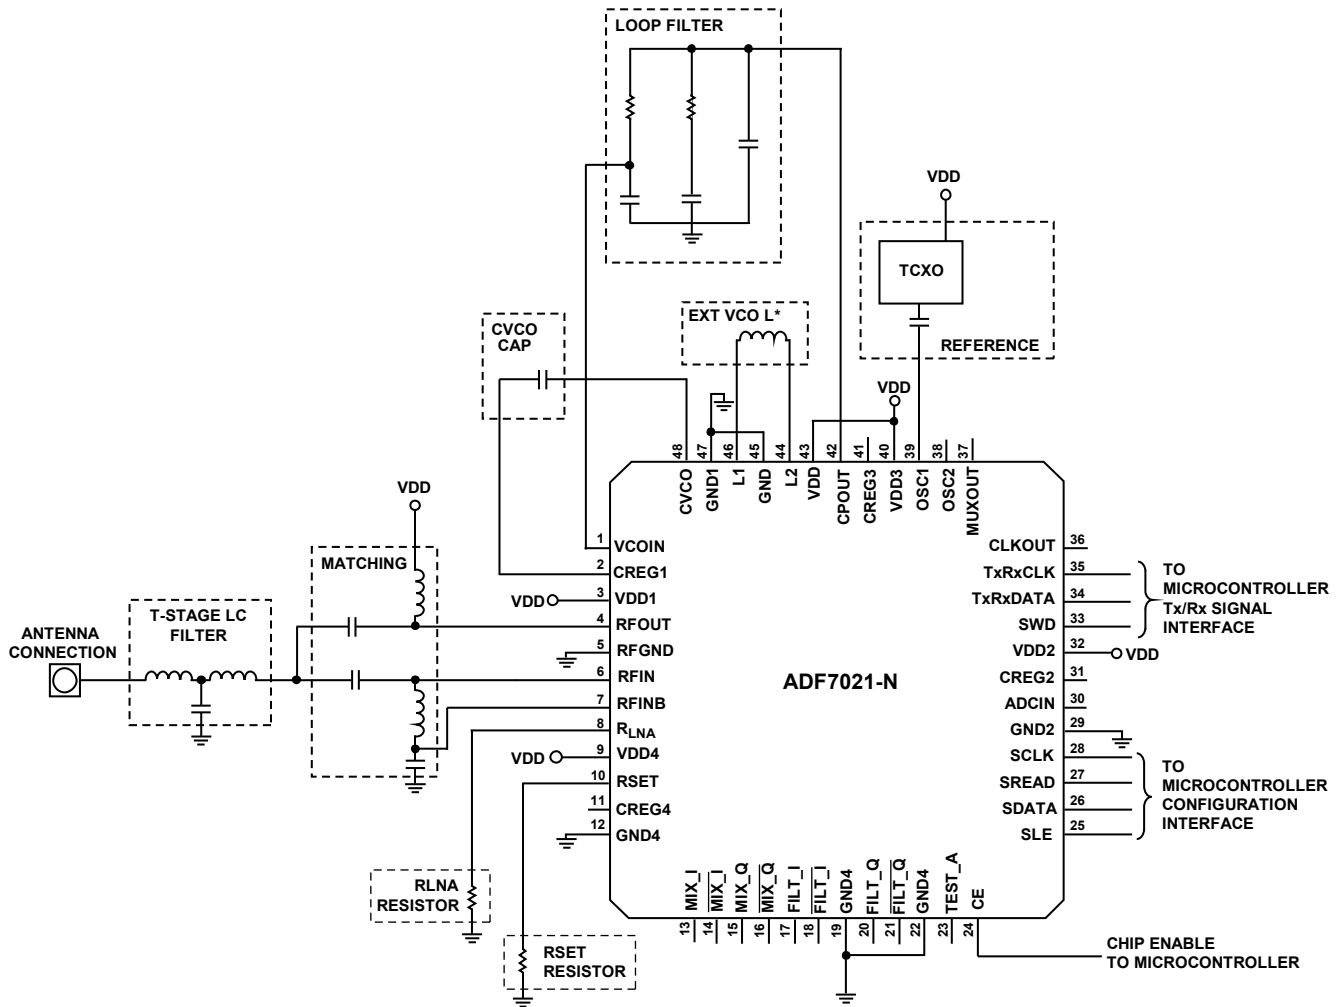 LOOP FILTER
VDD
TCXO
REFERENCE
EXT VCO L*
CVCO
CAP
VDD
48
47
46
45
44
43
42
41
40
39
38
37
CVCO
GND1
L1
GND
L2
VDD
CPOUT
CREG3
VDD3
OSC1
OSC2
MUXOUT
VDD
MATCHING
T-STAGE LC
FILTER
ANTENNA
CONNECTION
1 VCOIN
2 CREG1
VDD 3 VDD1
4 RFOUT
5 RFGND
6 RFIN
7 RFINB
8 RLNA
VDD 9 VDD4
10 RSET
11 CREG4
12 GND4
ADF7021-N
CLKOUT 36
TxRxCLK 35
TxRxDATA 34
SWD 33
VDD2 32 VDD
CREG2 31
ADCIN 30
GND2 29
SCLK 28
SREAD 27
SDATA 26
SLE 25
TO
MICROCONTROLLER
Tx/Rx SIGNAL
INTERFACE
TO
MICROCONTROLLER
CONFIGURATION
INTERFACE
MIX_I
MIX_I
MIX_Q
MIX_Q
FILT_I
FILT_I
GND4
FILT_Q
FILT_Q
GND4
TEST_A
CE
13
14
15
16
17
18
19
20
21
22
23
24
RLNA
RESISTOR
RSET
RESISTOR
CHIP ENABLE
TO MICROCONTROLLER